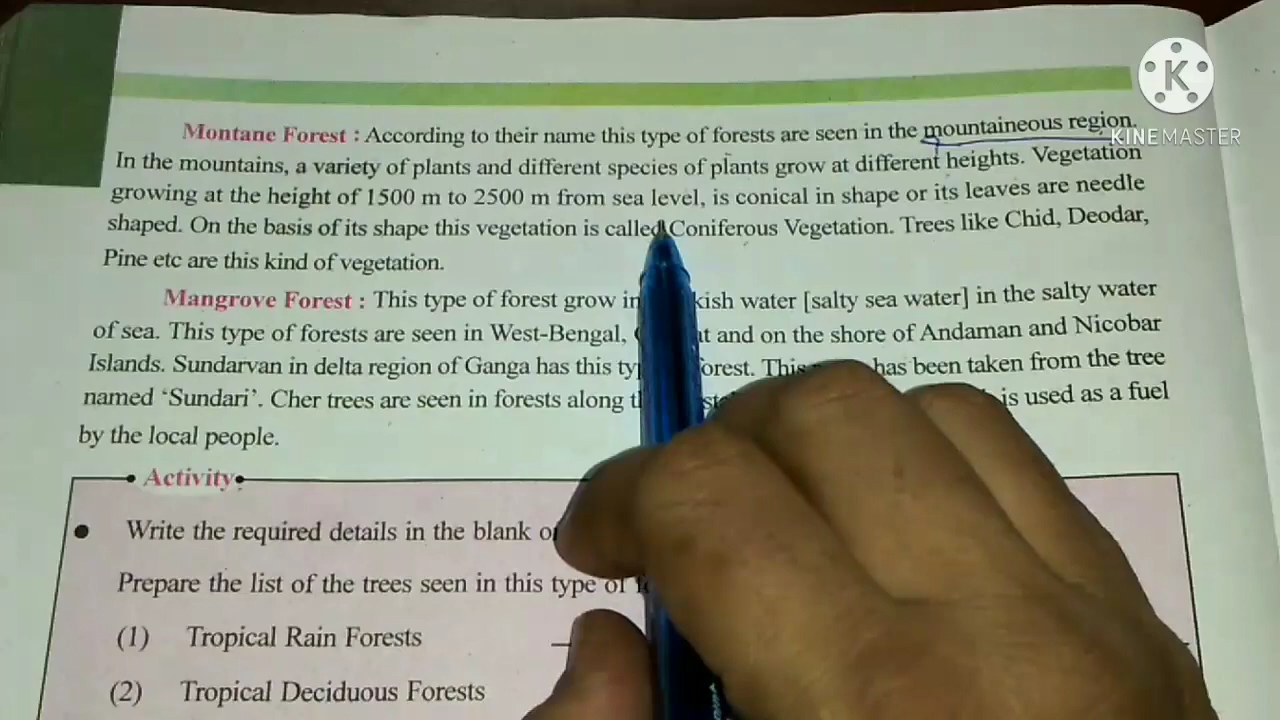 Montane Forest : According to their name this type of forests are seen in the mountaineous region.
In the mountains, a variety of plants and different species of plants grow at different heights. Vegetation
growing at the height of 1500 m to 2500 m from sea level, is conical in shape or its leaves are needle
shaped. On the basis of its shape this vegetation is called Coniferous Vegetation. Trees like Chid, Deodar,
Pine etc are this kind of vegetation.
Mangrove Forest : This type of forest grow in water [salty sea water] in the salty water
of sea. This type of forests are seen in West-Bengal, and on the shore of Andaman and Nicobar
Islands. Sundarvan in delta region of Ganga has this forest. This has been taken from the tree
named ‘Sundari’. Cher trees are seen in forests along is used as a fuel
by the local people.
Activity
Write the required details in the blank
Prepare the list of the trees seen in this type of
(1) Tropical Rain Forests
(2) Tropical Deciduous Forests
K
KINEMASTER